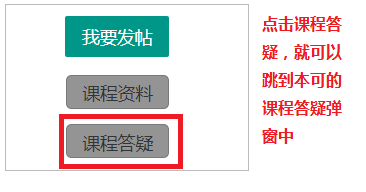 我要发帖
课程资料
课程答疑
点击课程答
疑，就可以
跳到本可的
课程答疑弹
窗中